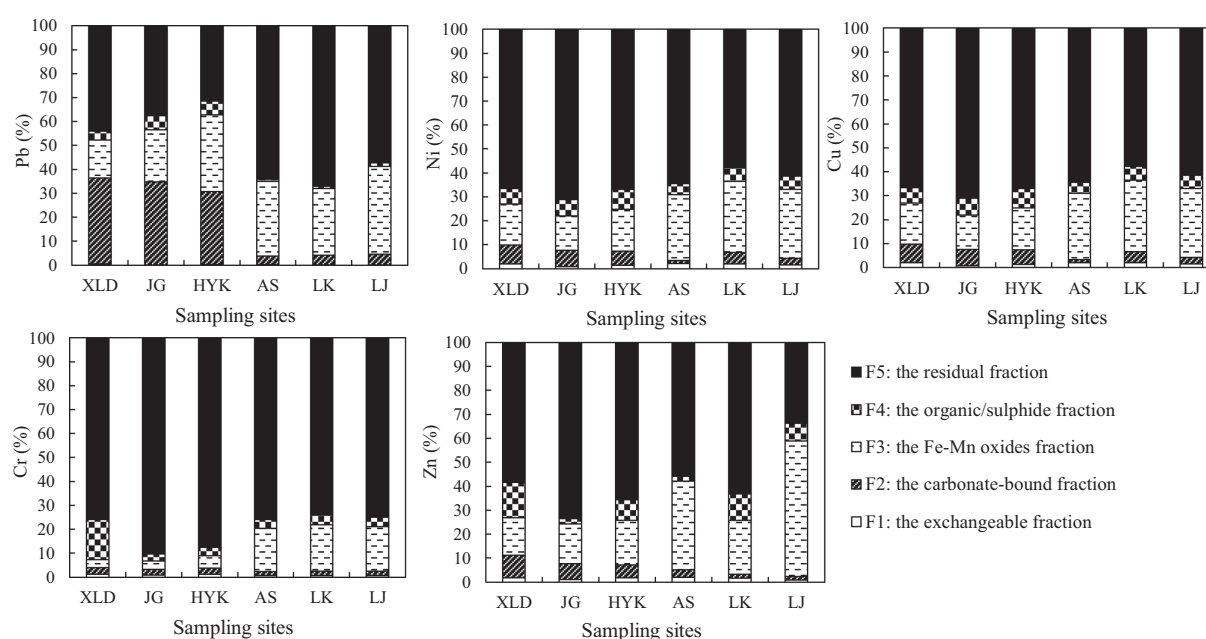 Pb (%)
100
90
80
70
60
50
40
30
20
10
0
XLD JG HYK AS LK LJ
Sampling sites
Ni (%)
100
90
80
70
60
50
40
30
20
10
0
XLD JG HYK AS LK LJ
Sampling sites
Cu (%)
100
90
80
70
60
50
40
30
20
10
0
XLD JG HYK AS LK LJ
Sampling sites
Cr (%)
100
90
80
70
60
50
40
30
20
10
0
XLD JG HYK AS LK LJ
Sampling sites
Zn (%)
100
90
80
70
60
50
40
30
20
10
0
XLD JG HYK AS LK LJ
Sampling sites
F5: the residual fraction
F4: the organic/sulphide fraction
F3: the Fe-Mn oxides fraction
F2: the carbonate-bound fraction
F1: the exchangeable fraction